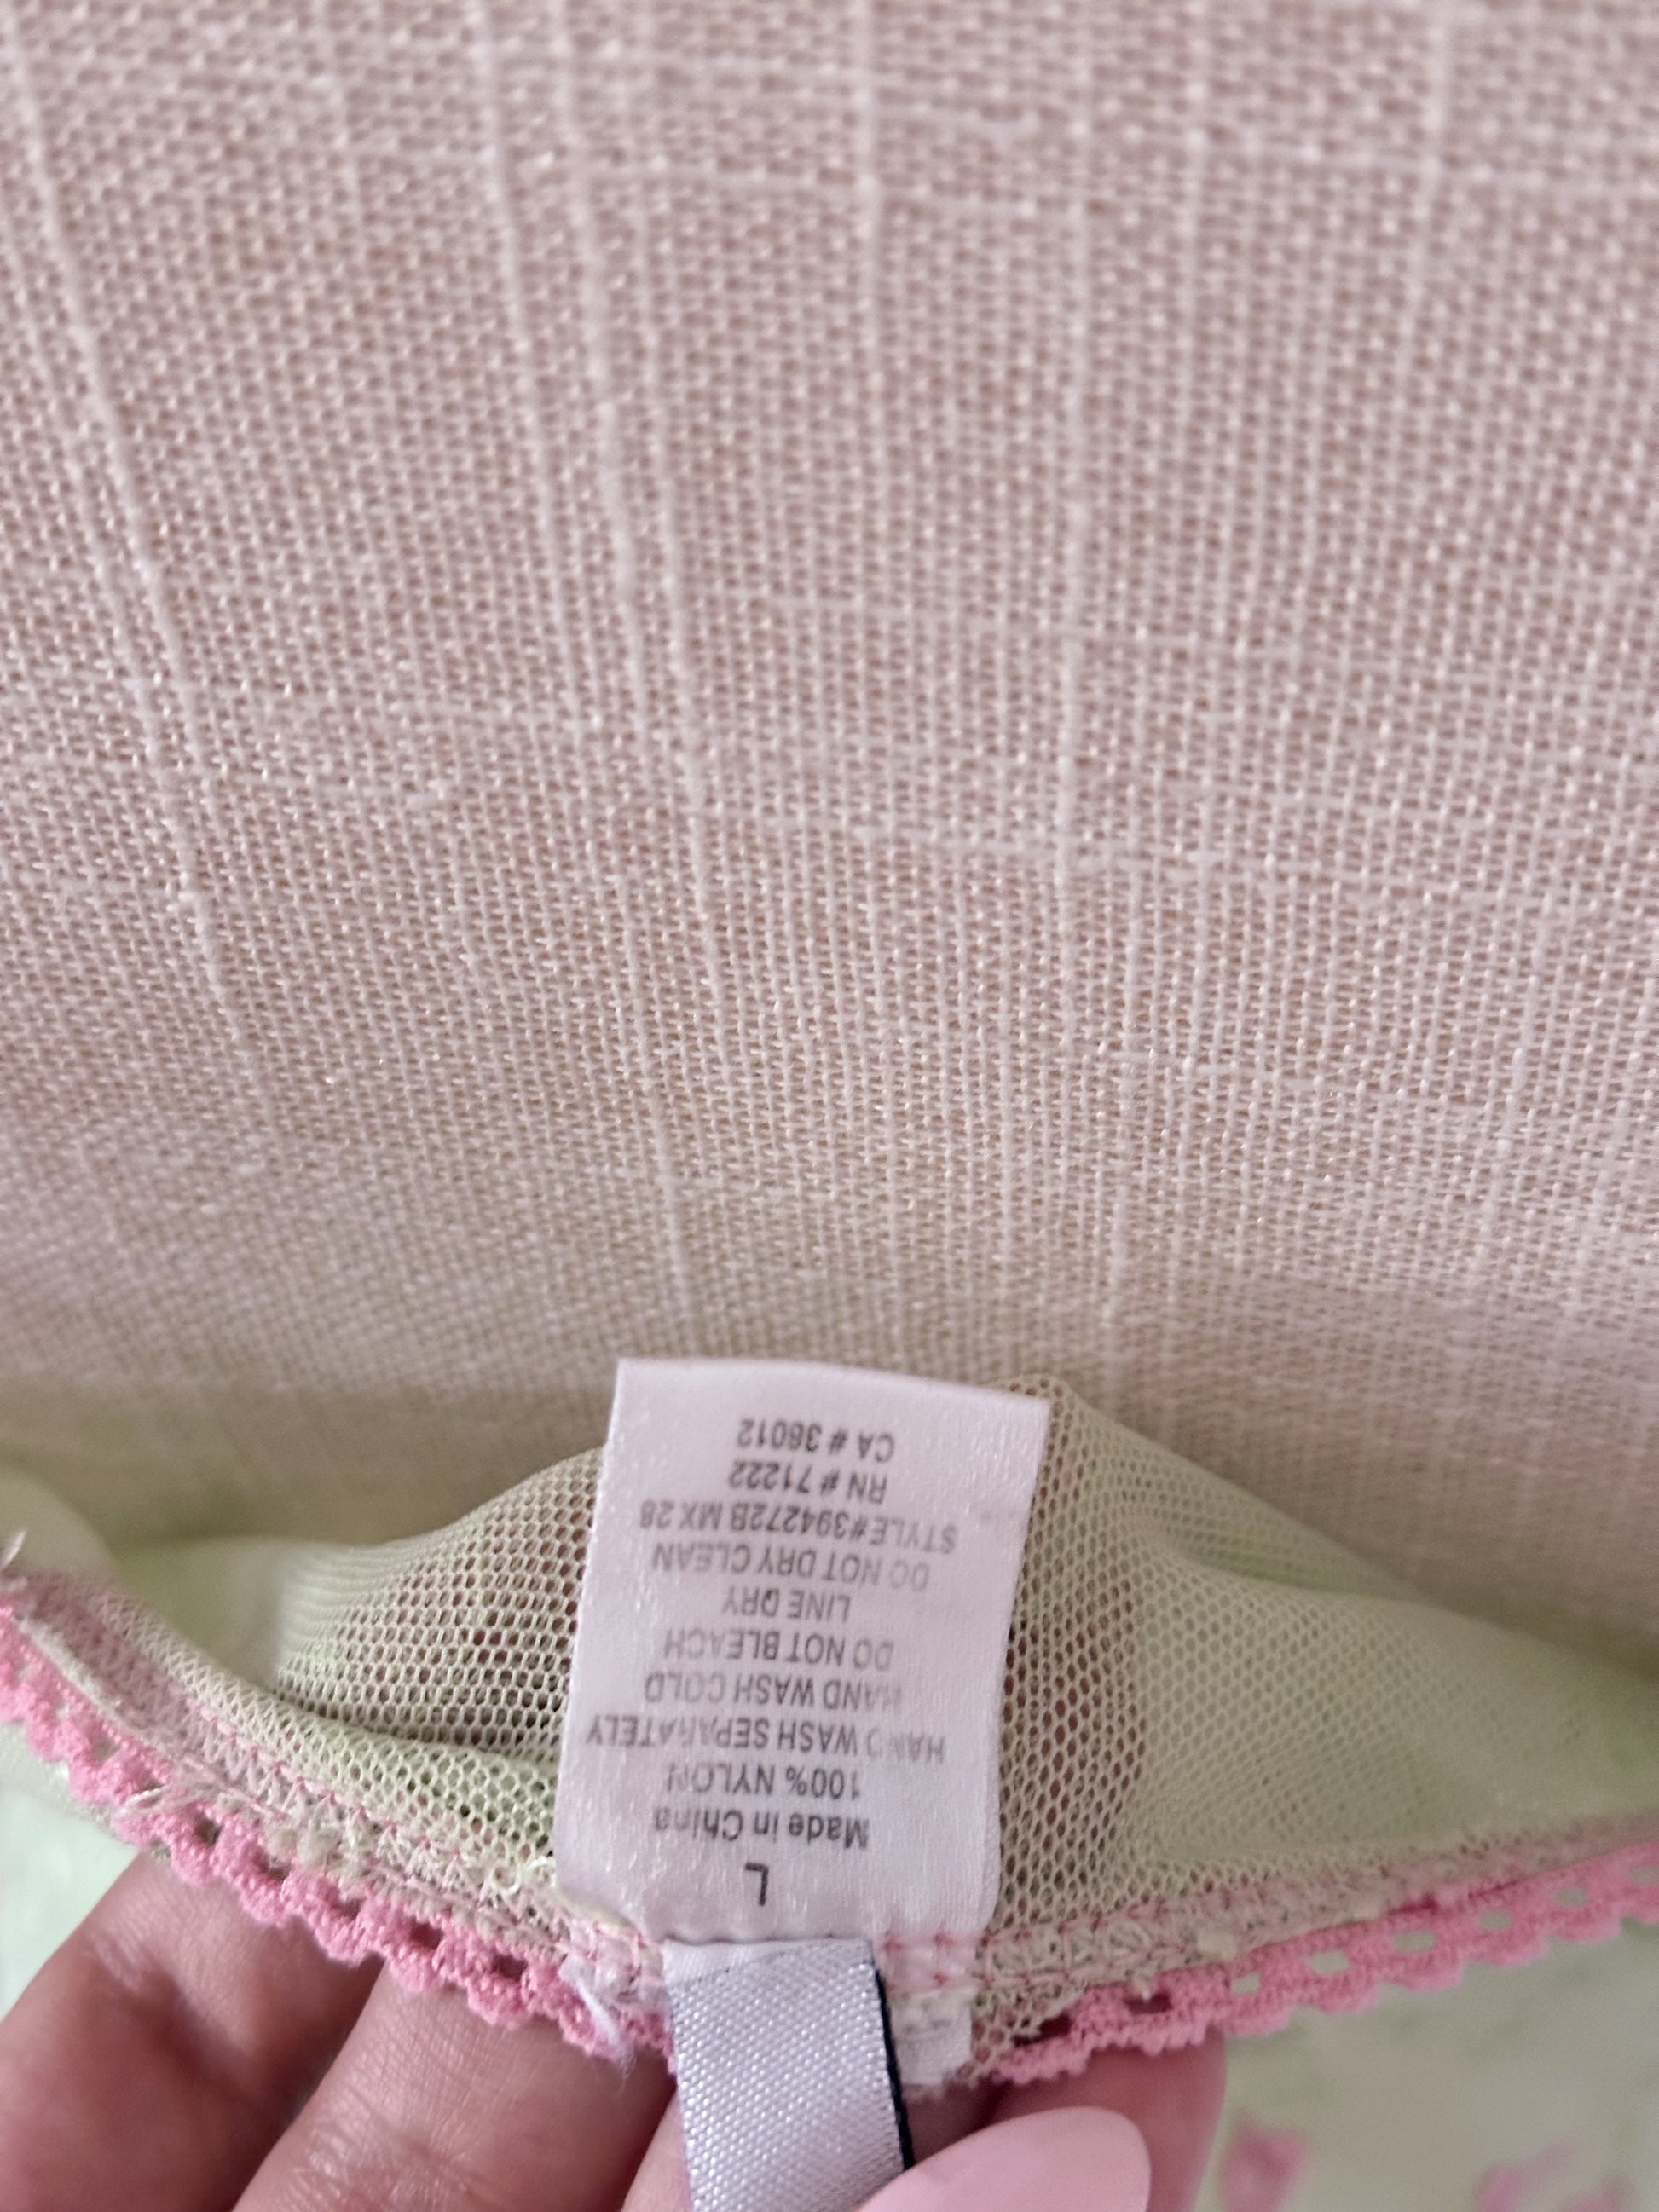 L
Made in China
100% NYLON
HAND WASH SEPARATELY
HAND WASH COLD
DO NOT BLEACH
LINE DRY
DO NOT DRY CLEAN
STYLE#394272B MX 28
RN # 71222
CA # 36012